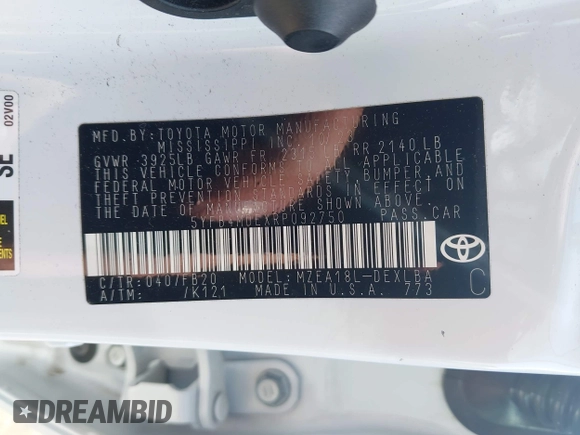 MFD. BY: TOYOTA MOTOR MANUFACTURING
MISSISSIPPI INC.
GVWR 3925LB GAWR FR RR 2140LB
THIS VEHICLE CONFORMS TO ALL APPLICABLE
FEDERAL MOTOR VEHICLE SAFETY, BUMPER AND
THEFT PREVENTION STANDARDS IN EFFECT ON
THE DATE OF MANUFACTURE SHOWN ABOVE.
PASS.CAR
C/TR: 040/FB20 MODEL: MZEA18L-DEXLBA
A/TM: /K121 MADE IN U.S.A. 773
C
SE
02V00
DREAMBID